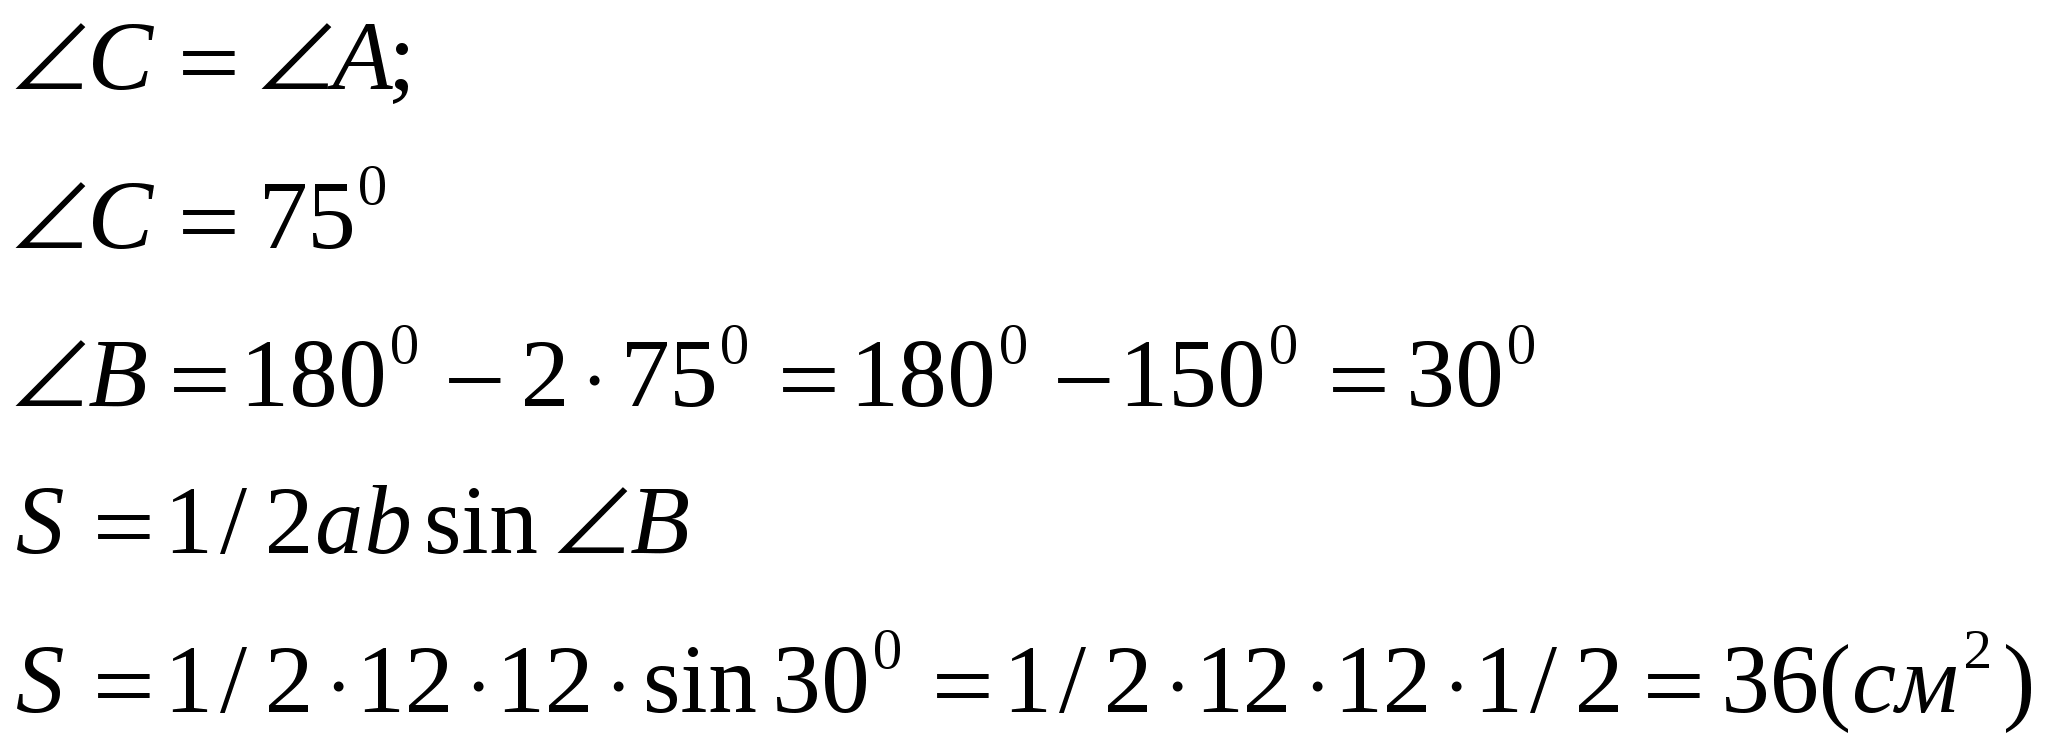 ∠C = ∠A;
∠C = 75⁰
∠B = 180⁰ − 2 · 75⁰ = 180⁰ − 150⁰ = 30⁰
S = 1/2ab sin ∠B
S = 1/2 · 12 · 12 · sin 30⁰ = 1/2 · 12 · 12 · 1/2 = 36(см²)